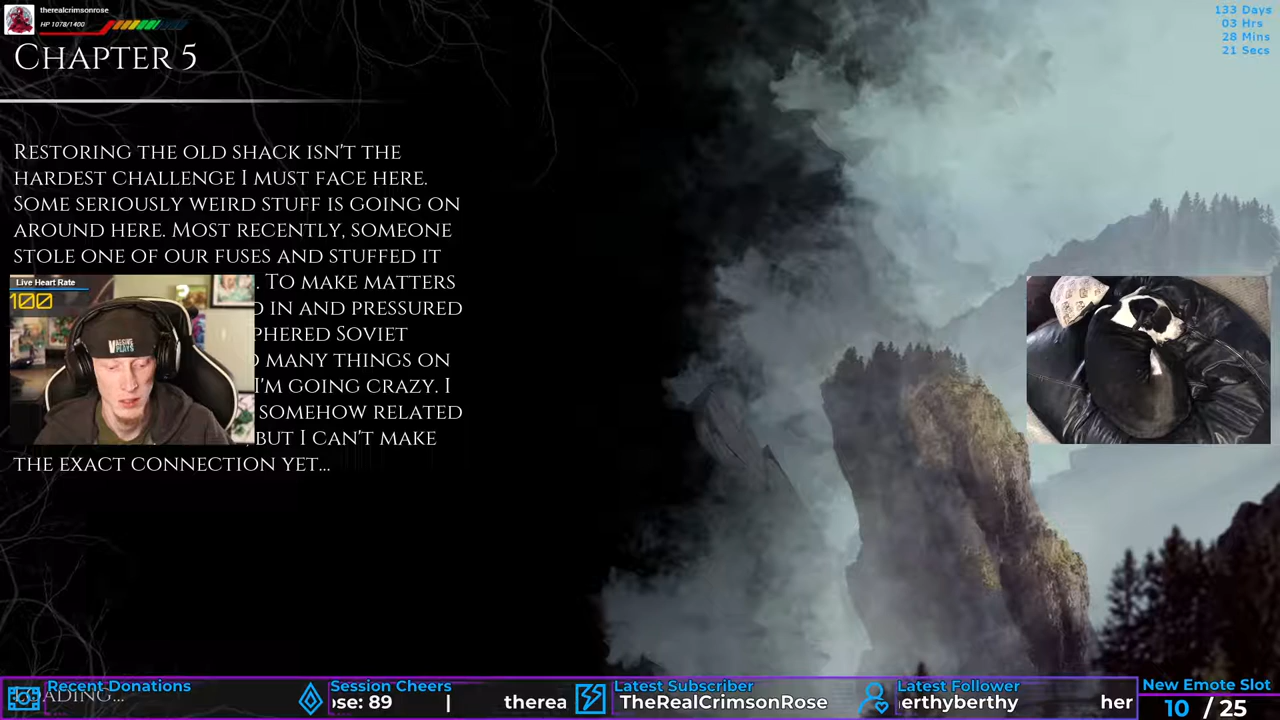 therealcrimsonrose
HP 1078/1400
133 Days
03 Hrs
28 Mins
21 Secs
Chapter 5
Restoring the old shack isn't the
hardest challenge I must face here.
Some seriously weird stuff is going on
around here. Most recently, someone
stole one of our fuses and stuffed it
. To make matters
in and pressured
phered Soviet
many things on
I'm going crazy. I
somehow related
, but I can't make
the exact connection yet...
Live Heart Rate
100
Loading...
Recent Donations
Session Cheers
ose: 89 | therea
Latest Subscriber
TheRealCrimsonRose
Latest Follower
erthyberthy her
New Emote Slot
10 / 25